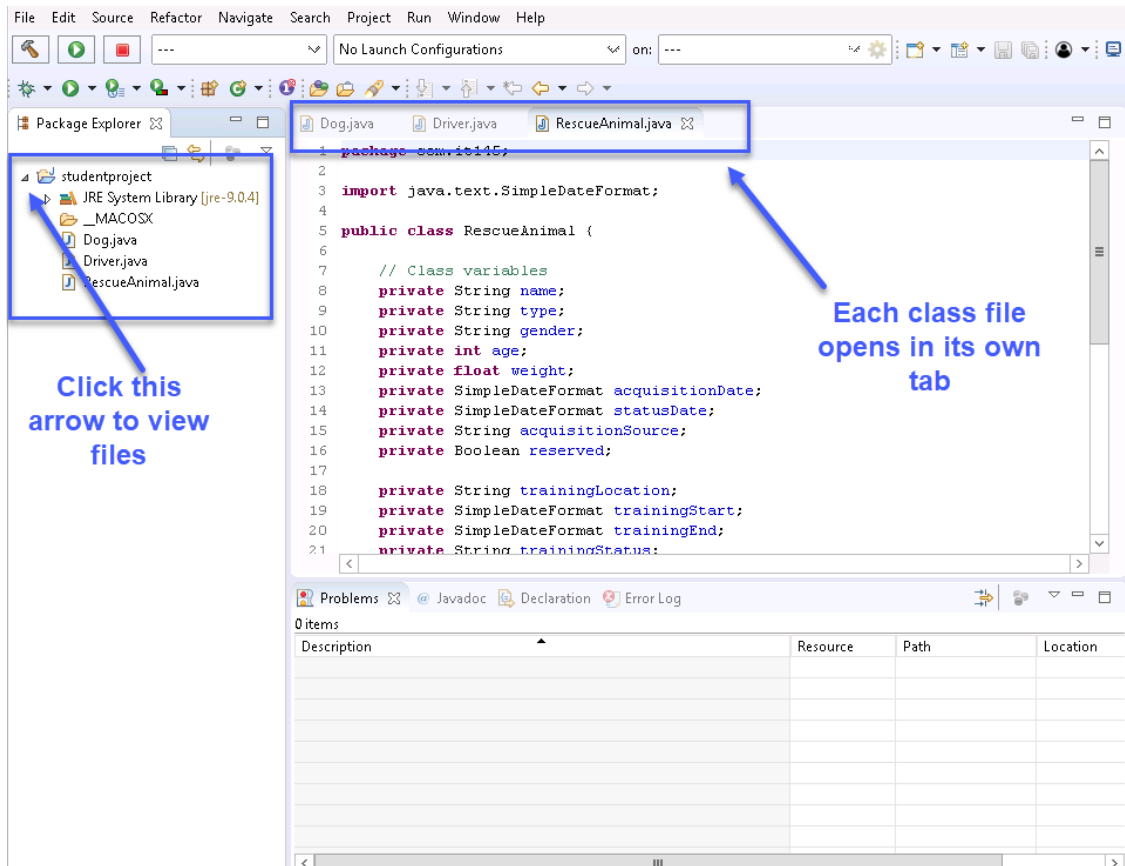 File Edit Source Refactor Navigate Search Project Run Window Help
--- No Launch Configurations on: ---
Package Explorer
Dog.java Driver.java RescueAnimal.java
studentproject
JRE System Library [jre-9.0.4]
__MACOSX
Dog.java
Driver.java
RescueAnimal.java
Click this
arrow to view
files
1 package com.it145;
2
3 import java.text.SimpleDateFormat;
4
5 public class RescueAnimal {
6
7 // Class variables
8 private String name;
9 private String type;
10 private String gender;
11 private int age;
12 private float weight;
13 private SimpleDateFormat acquisitionDate;
14 private SimpleDateFormat statusDate;
15 private String acquisitionSource;
16 private Boolean reserved;
17
18 private String trainingLocation;
19 private SimpleDateFormat trainingStart;
20 private SimpleDateFormat trainingEnd;
21 private String trainingStatus;
Each class file
opens in its own
tab
Problems @ Javadoc Declaration Error Log
0 items
Description Resource Path Location